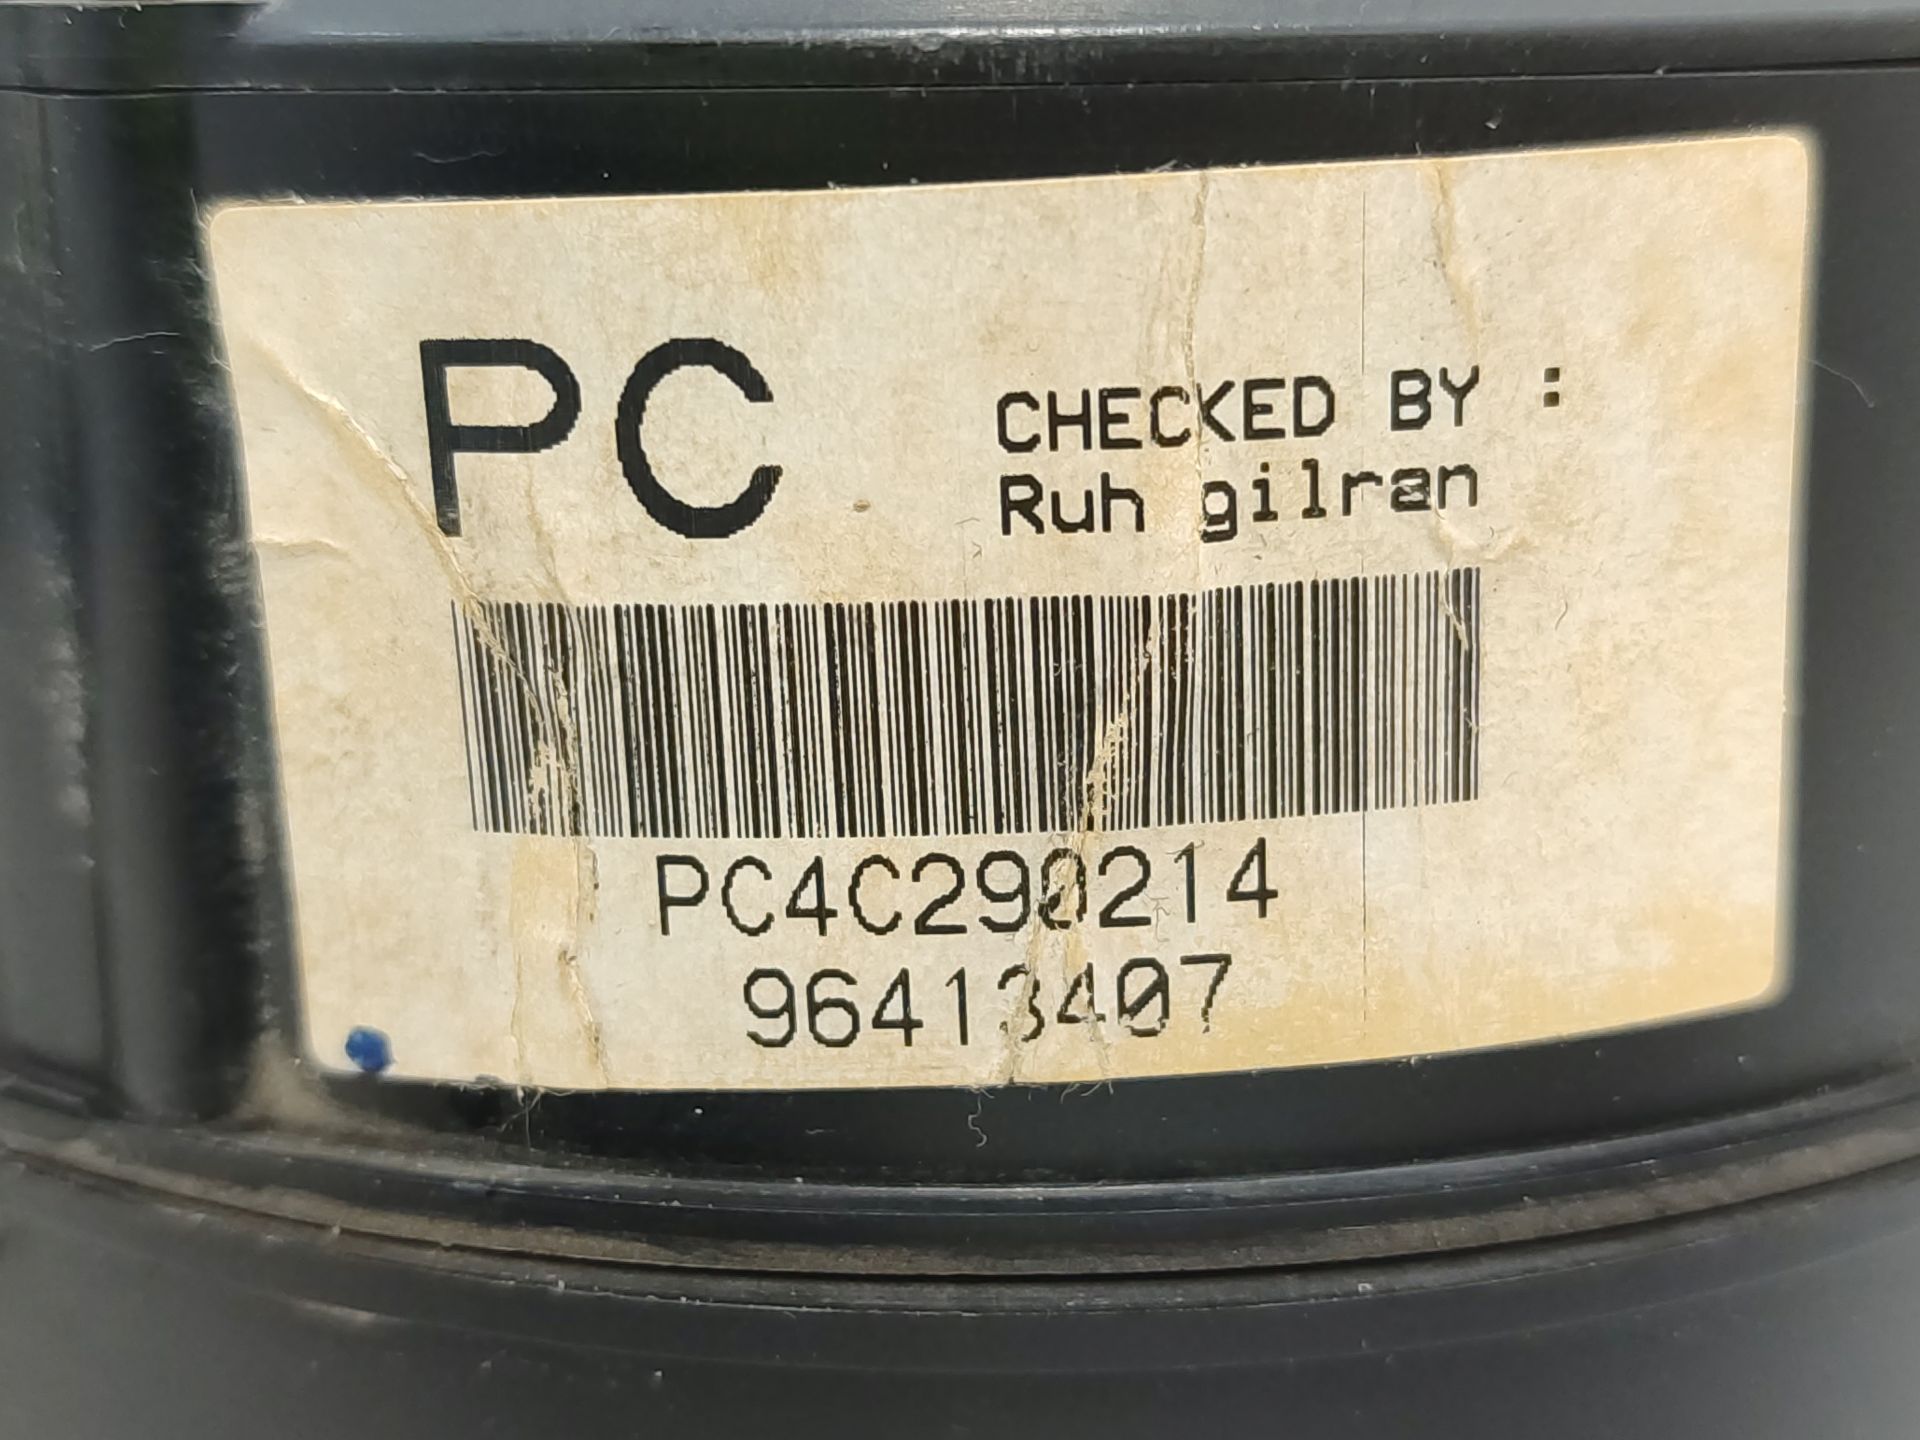 PC
CHECKED BY :
Ruh gilran
PC4C290214
96413407